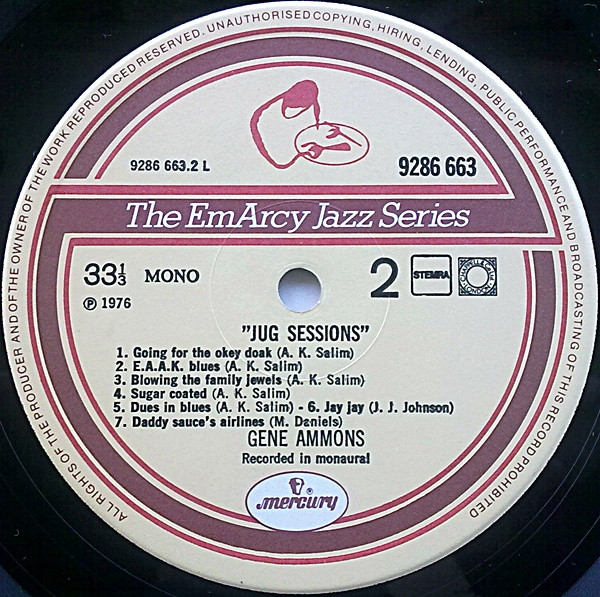 ALL RIGHTS OF THE PRODUCER AND OF THE OWNER OF THE WORK REPRODUCED RESERVED. UNAUTHORISED COPYING, HIRING, LENDING, PUBLIC PERFORMANCE AND BROADCASTING OF THIS RECORD PROHIBITED
9286 663.2 L
9286 663
The EmArcy Jazz Series
33 1/3 MONO
2
STEMRA
℗ 1976
"JUG SESSIONS"
1. Going for the okey doak (A. K. Salim)
2. E.A.A.K. blues (A. K. Salim)
3. Blowing the family jewels (A. K. Salim)
4. Sugar coated (A. K. Salim)
5. Dues in blues (A. K. Salim) - 6. Jay jay (J. J. Johnson)
7. Daddy sauce's airlines (M. Daniels)
GENE AMMONS
Recorded in monaural
mercury ®